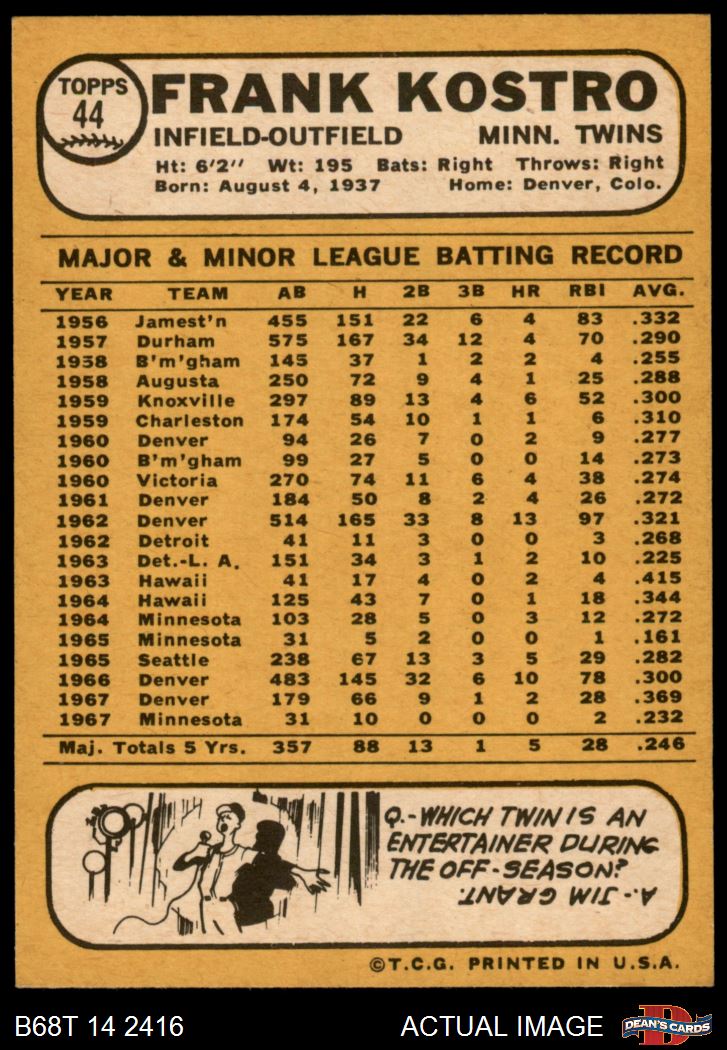 TOPPS
44
FRANK KOSTRO
INFIELD-OUTFIELD MINN. TWINS
Ht: 6'2" Wt: 195 Bats: Right Throws: Right
Born: August 4, 1937 Home: Denver, Colo.
MAJOR & MINOR LEAGUE BATTING RECORD
YEAR TEAM AB H 2B 3B HR RBI AVG.
1956 Jamest'n 455 151 22 6 4 83 .332
1957 Durham 575 167 34 12 4 70 .290
1958 B'm'gham 145 37 1 2 2 4 .255
1958 Augusta 250 72 9 4 1 25 .288
1959 Knoxville 297 89 13 4 6 52 .300
1959 Charleston 174 54 10 1 1 6 .310
1960 Denver 94 26 7 0 2 9 .277
1960 B'm'gham 99 27 5 0 0 14 .273
1960 Victoria 270 74 11 6 4 38 .274
1961 Denver 184 50 8 2 4 26 .272
1962 Denver 514 165 33 8 13 97 .321
1962 Detroit 41 11 3 0 0 3 .268
1963 Det.-L. A. 151 34 3 1 2 10 .225
1963 Hawaii 41 17 4 0 2 4 .415
1964 Hawaii 125 43 7 0 1 18 .344
1964 Minnesota 103 28 5 0 3 12 .272
1965 Minnesota 31 5 2 0 0 1 .161
1965 Seattle 238 67 13 3 5 29 .282
1966 Denver 483 145 32 6 10 78 .300
1967 Denver 179 66 9 1 2 28 .369
1967 Minnesota 31 10 0 0 0 2 .232
Maj. Totals 5 Yrs. 357 88 13 1 5 28 .246
Q.-WHICH TWIN IS AN
ENTERTAINER DURING
THE OFF-SEASON?
A.-JIM GRANT.
©T.C.G. PRINTED IN U.S.A.
B68T 14 2416 ACTUAL IMAGE
D
DEAN'S CARDS